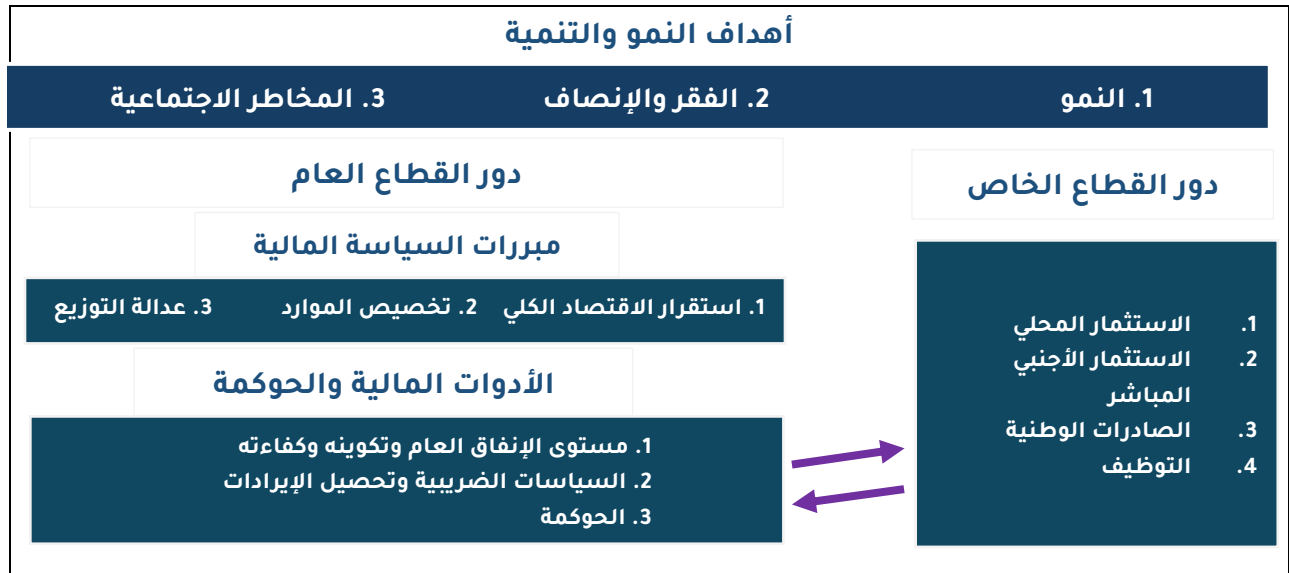 أهداف النمو والتنمية
1. النمو 2. الفقر والإنصاف 3. المخاطر الاجتماعية
دور القطاع الخاص
1. الاستثمار المحلي
2. الاستثمار الأجنبي
المباشر
3. الصادرات الوطنية
4. التوظيف
دور القطاع العام
مبررات السياسة المالية
1. استقرار الاقتصاد الكلي 2. تخصيص الموارد 3. عدالة التوزيع
الأدوات المالية والحوكمة
1. مستوى الإنفاق العام وتكوينه وكفاءته
2. السياسات الضريبية وتحصيل الإيرادات
3. الحوكمة